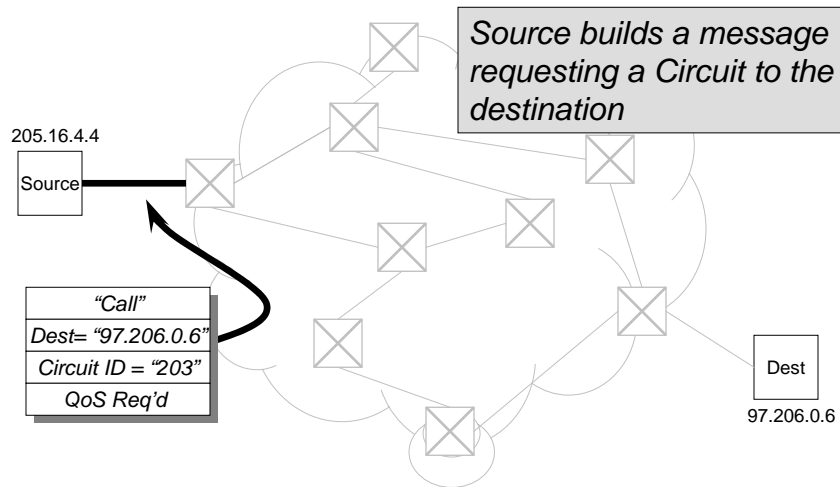 Source builds a message
requesting a Circuit to the
destination
205.16.4.4
Source
“Call”
Dest= “97.206.0.6”
Circuit ID = “203”
QoS Req’d
Dest
97.206.0.6